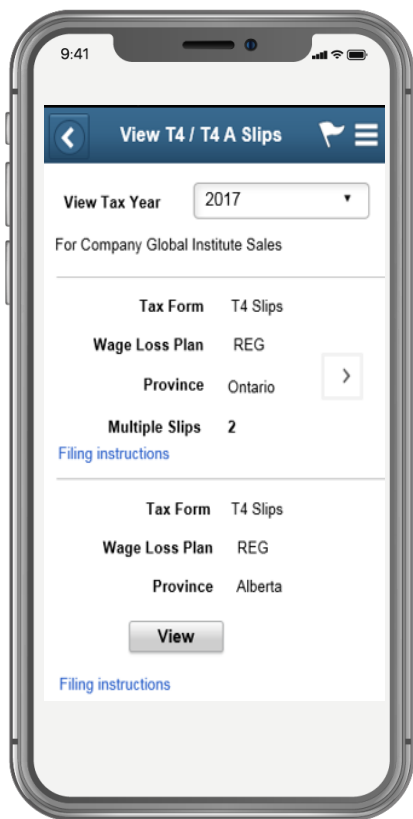 9:41
View T4 / T4 A Slips
View Tax Year 2017
For Company Global Institute Sales
Tax Form T4 Slips
Wage Loss Plan REG
Province Ontario
Multiple Slips 2
Filing instructions
Tax Form T4 Slips
Wage Loss Plan REG
Province Alberta
View
Filing instructions